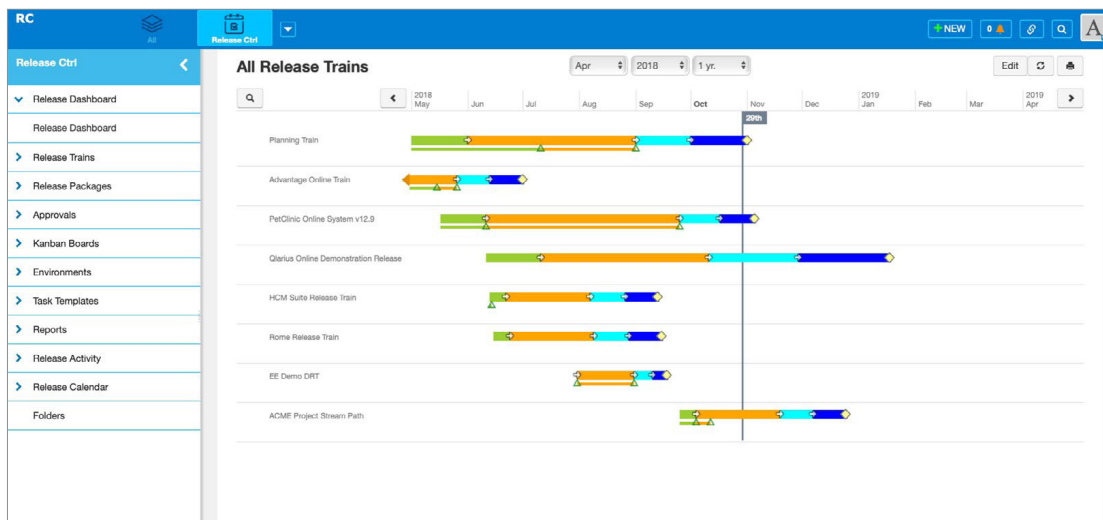 RC
All
Release Ctrl
+NEW
0
A
Release Ctrl
Release Dashboard
Release Dashboard
Release Trains
Release Packages
Approvals
Kanban Boards
Environments
Task Templates
Reports
Release Activity
Release Calendar
Folders
All Release Trains
Apr
2018
1 yr.
Edit
2018 2019 2019
May Jun Jul Aug Sep Oct Nov Dec Jan Feb Mar Apr
29th
Planning Train
Advantage Online Train
PetClinic Online System v12.9
Qlarius Online Demonstration Release
HCM Suite Release Train
Rome Release Train
EE Demo DRT
ACME Project Stream Path